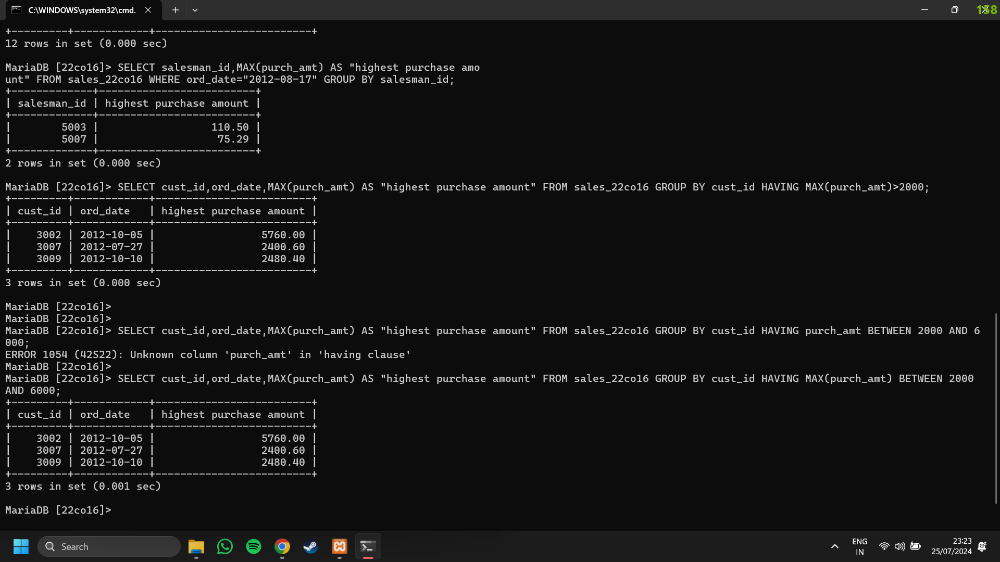 C:\WINDOWS\system32\cmd.
158
+---------+------------+-------------------------+
12 rows in set (0.000 sec)
MariaDB [22co16]> SELECT salesman_id,MAX(purch_amt) AS "highest purchase amo
unt" FROM sales_22co16 WHERE ord_date="2012-08-17" GROUP BY salesman_id;
+-------------+-------------------------+
| salesman_id | highest purchase amount |
+-------------+-------------------------+
|        5003 |                  110.50 |
|        5007 |                   75.29 |
+-------------+-------------------------+
2 rows in set (0.000 sec)
MariaDB [22co16]> SELECT cust_id,ord_date,MAX(purch_amt) AS "highest purchase amount" FROM sales_22co16 GROUP BY cust_id HAVING MAX(purch_amt)>2000;
+---------+------------+-------------------------+
| cust_id | ord_date   | highest purchase amount |
+---------+------------+-------------------------+
|    3002 | 2012-10-05 |                 5760.00 |
|    3007 | 2012-07-27 |                 2400.60 |
|    3009 | 2012-10-10 |                 2480.40 |
+---------+------------+-------------------------+
3 rows in set (0.000 sec)
MariaDB [22co16]>
MariaDB [22co16]>
MariaDB [22co16]> SELECT cust_id,ord_date,MAX(purch_amt) AS "highest purchase amount" FROM sales_22co16 GROUP BY cust_id HAVING purch_amt BETWEEN 2000 AND 6
000;
ERROR 1054 (42S22): Unknown column 'purch_amt' in 'having clause'
MariaDB [22co16]>
MariaDB [22co16]> SELECT cust_id,ord_date,MAX(purch_amt) AS "highest purchase amount" FROM sales_22co16 GROUP BY cust_id HAVING MAX(purch_amt) BETWEEN 2000
AND 6000;
+---------+------------+-------------------------+
| cust_id | ord_date   | highest purchase amount |
+---------+------------+-------------------------+
|    3002 | 2012-10-05 |                 5760.00 |
|    3007 | 2012-07-27 |                 2400.60 |
|    3009 | 2012-10-10 |                 2480.40 |
+---------+------------+-------------------------+
3 rows in set (0.001 sec)
MariaDB [22co16]>
Search
ENG
IN
23:23
25/07/2024